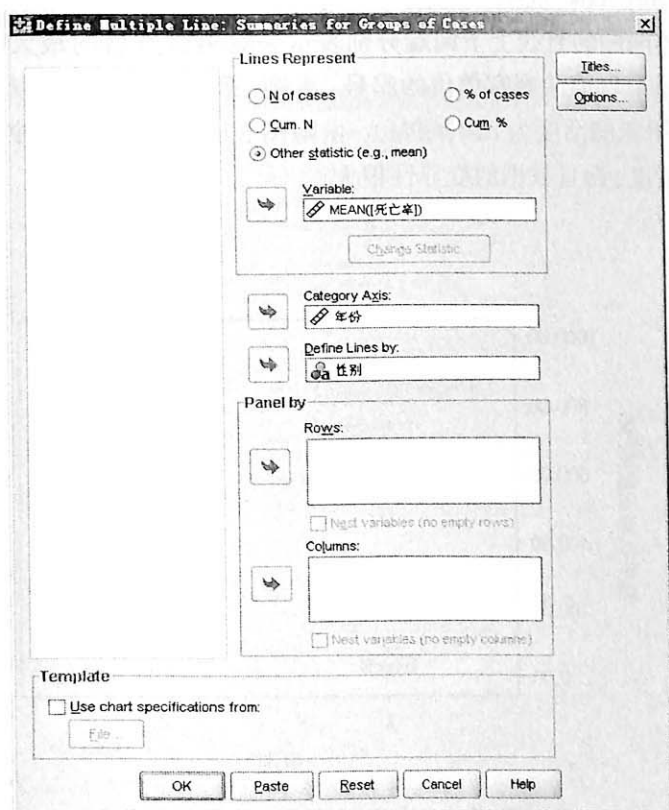 Define Multiple Line: Summaries for Groups of Cases
Lines Represent
N of cases
% of cases
Cum. N
Cum. %
Other statistic (e.g., mean)
Variable:
MEAN([死亡率])
Change Statistic...
Category Axis:
年份
Define Lines by:
性别
Panel by
Rows:
Nest variables (no empty rows)
Columns:
Nest variables (no empty columns)
Template
Use chart specifications from:
File...
Titles...
Options...
OK
Paste
Reset
Cancel
Help